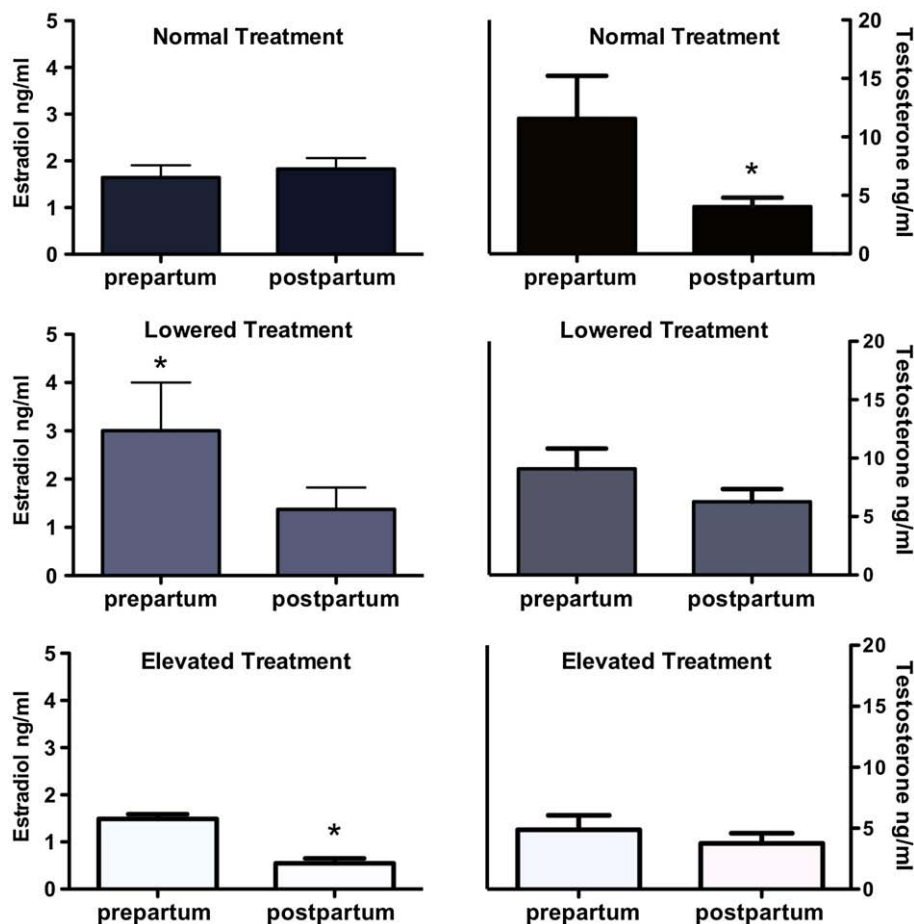 Normal Treatment
Estradiol ng/ml
5
4
3
2
1
0
prepartum postpartum
Normal Treatment
*
20
15
10
5
0
Testosterone ng/ml
prepartum postpartum
Lowered Treatment
Estradiol ng/ml
5
4
3
2
1
0
*
prepartum postpartum
Lowered Treatment
20
15
10
5
0
Testosterone ng/ml
prepartum postpartum
Elevated Treatment
Estradiol ng/ml
5
4
3
2
1
0
*
prepartum postpartum
Elevated Treatment
20
15
10
5
0
Testosterone ng/ml
prepartum postpartum